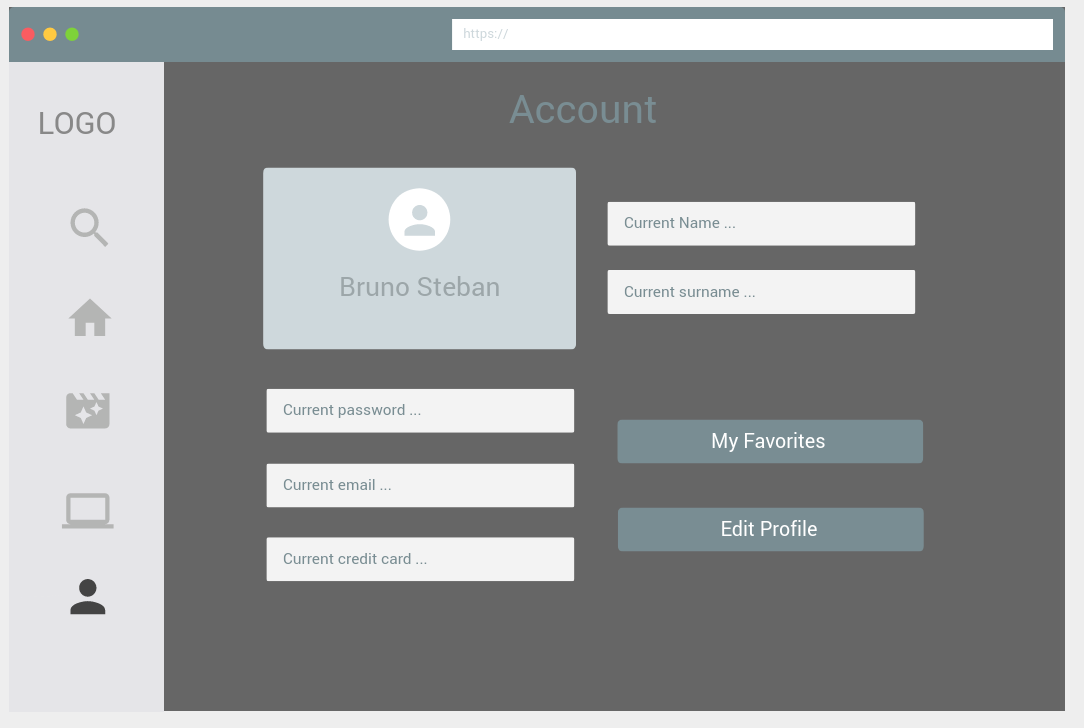 https://
LOGO
Account
Bruno Steban
Current Name ...
Current surname ...
Current password ...
Current email ...
Current credit card ...
My Favorites
Edit Profile